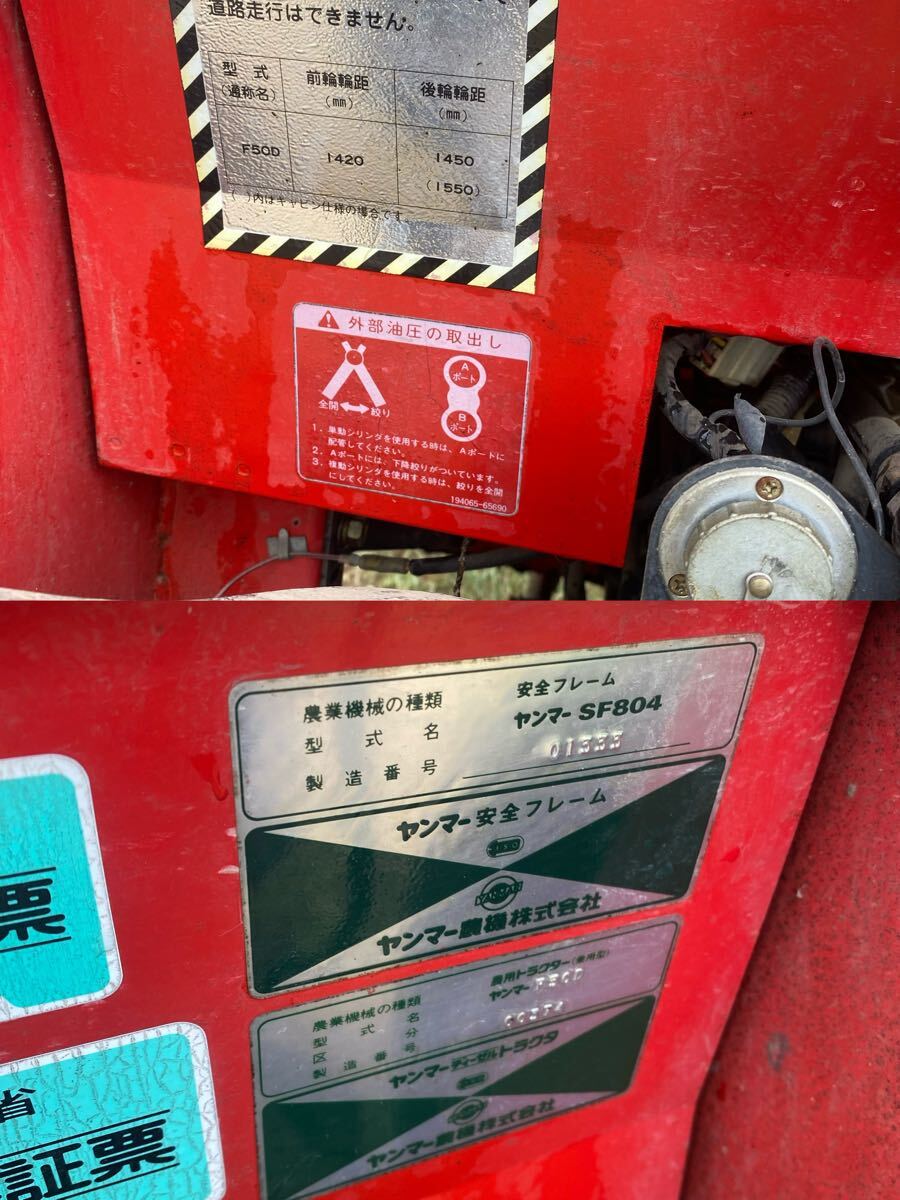 道路走行はできません。
型 式
(通称名)
前輪輪距
(㎜)
後輪輪距
(㎜)
F50D
1420
1450
(1550)
( )内はキャビン仕様の場合です。
外部油圧の取出し
全開
絞り
A
ポート
B
ポート
1. 単動シリンダを使用する時は、Aポートに
配管してください。
2. Aポートには、下降絞りがついています。
3. 複動シリンダを使用する時は、絞りを全開
にしてください。
194065-65690
農業機械の種類
安全フレーム
型 式 名
ヤンマー SF804
製 造 番 号
ヤンマー安全フレーム
ISO
YANMAR
ヤンマー農機株式会社
票
農業機械の種類
農用トラクター(乗用型)
型 式 名
ヤンマー
区 分
製 造 番 号
ヤンマーディーゼルトラクタ
ヤンマー農機株式会社
省
証票